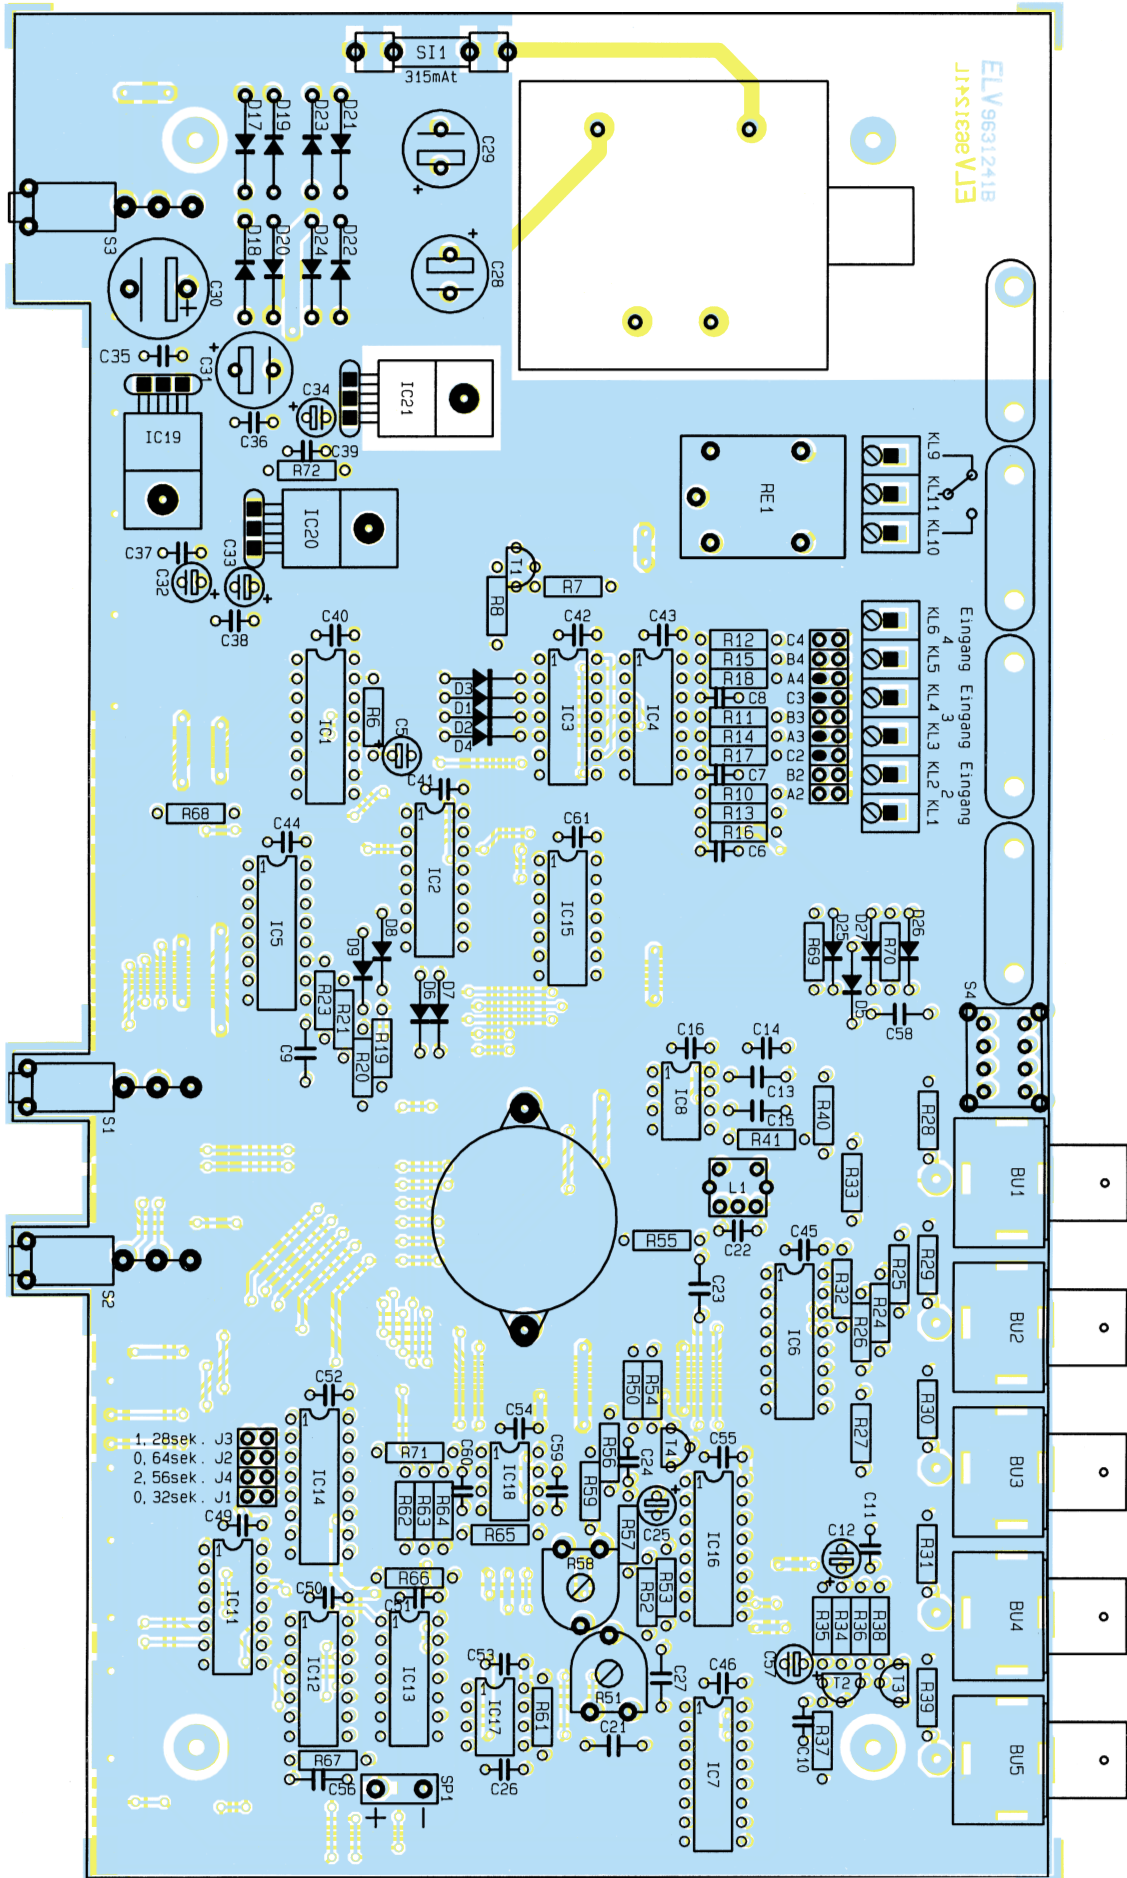 SI1
315mAt
ELV9631241B
ELV9631241L
D17
D19
D23
D21
C29
S3
D18
D20
D24
D22
C28
C30
C35
C31
C34
IC21
IC19
C36
C39
R72
KL9
KL11
KL10
RE1
IC20
C37
C32
C33
C38
T1
R8
R7
C40
C42
C43
IC1
R6
C5
D3
D1
D2
D4
IC3
IC4
R12
R15
R18
C8
R11
R14
R17
C7
R10
R13
R16
C6
C4
B4
A4
C3
B3
A3
C2
B2
A2
KL6
KL5
KL4
KL3
KL2
KL1
Eingang Eingang Eingang
4
3
2
R68
C44
C41
C61
IC5
IC2
IC15
D9
D8
D6
D7
R23
R21
R19
R20
C9
R69
D25
D27
R70
D26
D5
C58
S4
C16
C14
C13
C15
IC8
R41
R40
R28
R33
L1
C22
S1
S2
BU1
R55
C23
C45
IC6
R32
R25
R24
R26
R29
BU2
R27
R30
BU3
C52
1,28sek. J3
0,64sek. J2
2,56sek. J4
0,32sek. J1
C49
IC14
R71
R62
R63
R64
C60
C54
IC18
C59
R65
R50
R54
T4
R56
C24
R59
C25
R57
C55
IC16
C11
C12
R31
BU4
IC11
C50
R66
C51
R58
R52
R53
R35
R34
R36
R38
IC12
IC13
C53
IC17
R61
R51
C27
C46
C57
T2
T3
R39
R37
C10
IC7
C21
C26
R67
C56
SP1
+
-
BU5